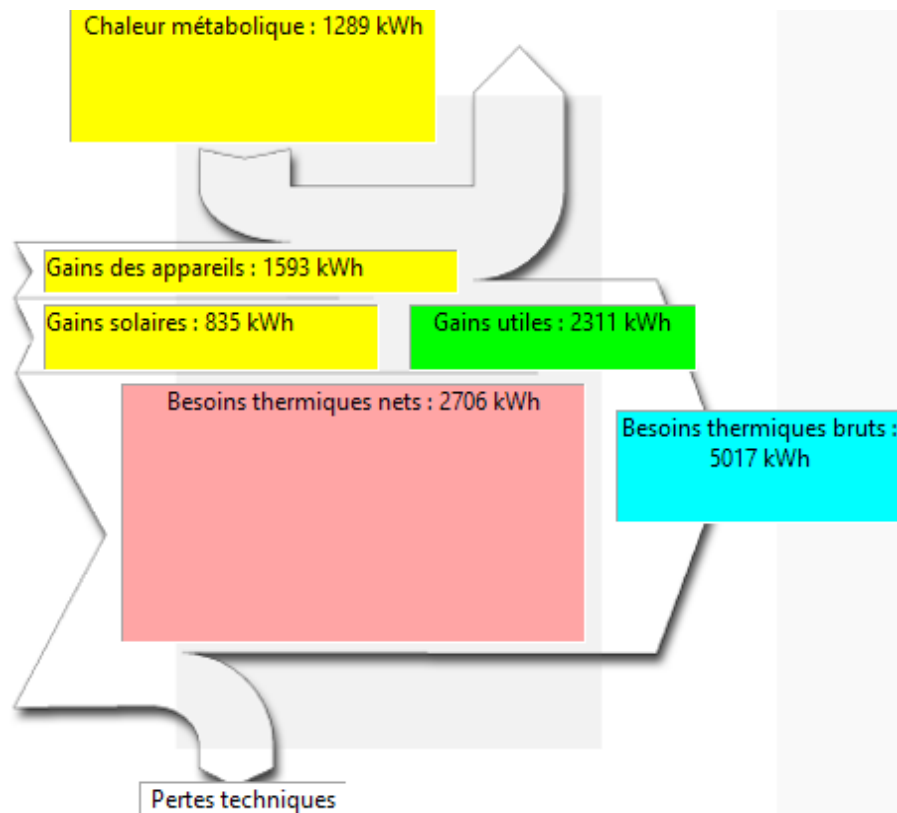 Chaleur métabolique : 1289 kWh
Gains des appareils : 1593 kWh
Gains solaires : 835 kWh
Gains utiles : 2311 kWh
Besoins thermiques nets : 2706 kWh
Besoins thermiques bruts :
5017 kWh
Pertes techniques